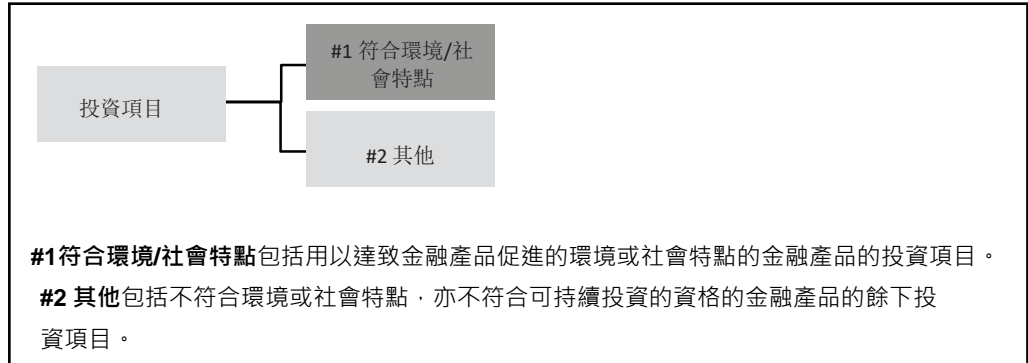 #1 符合環境/社
會特點
投資項目
#2 其他
#1符合環境/社會特點包括用以達致金融產品促進的環境或社會特點的金融產品的投資項目。
#2 其他包括不符合環境或社會特點，亦不符合可持續投資的資格的金融產品的餘下投
資項目。